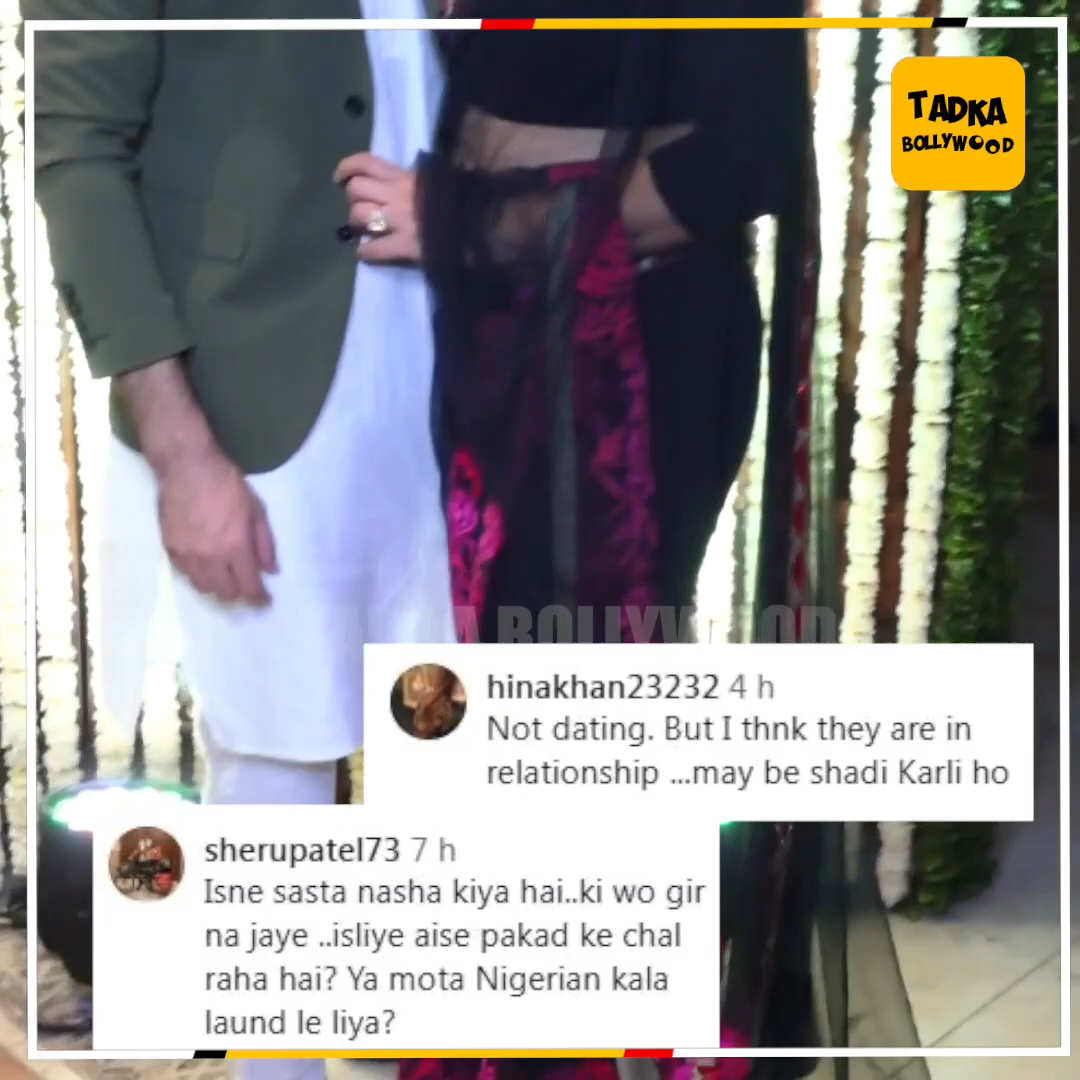 TADKA
BOLLYWOOD
BOLLYWOOD
hinakhan23232 4 h
Not dating. But I thnk they are in
relationship ...may be shadi Karli ho
sherupatel73 7 h
Isne sasta nasha kiya hai..ki wo gir
na jaye ..isliye aise pakad ke chal
raha hai? Ya mota Nigerian kala
laund le liya?